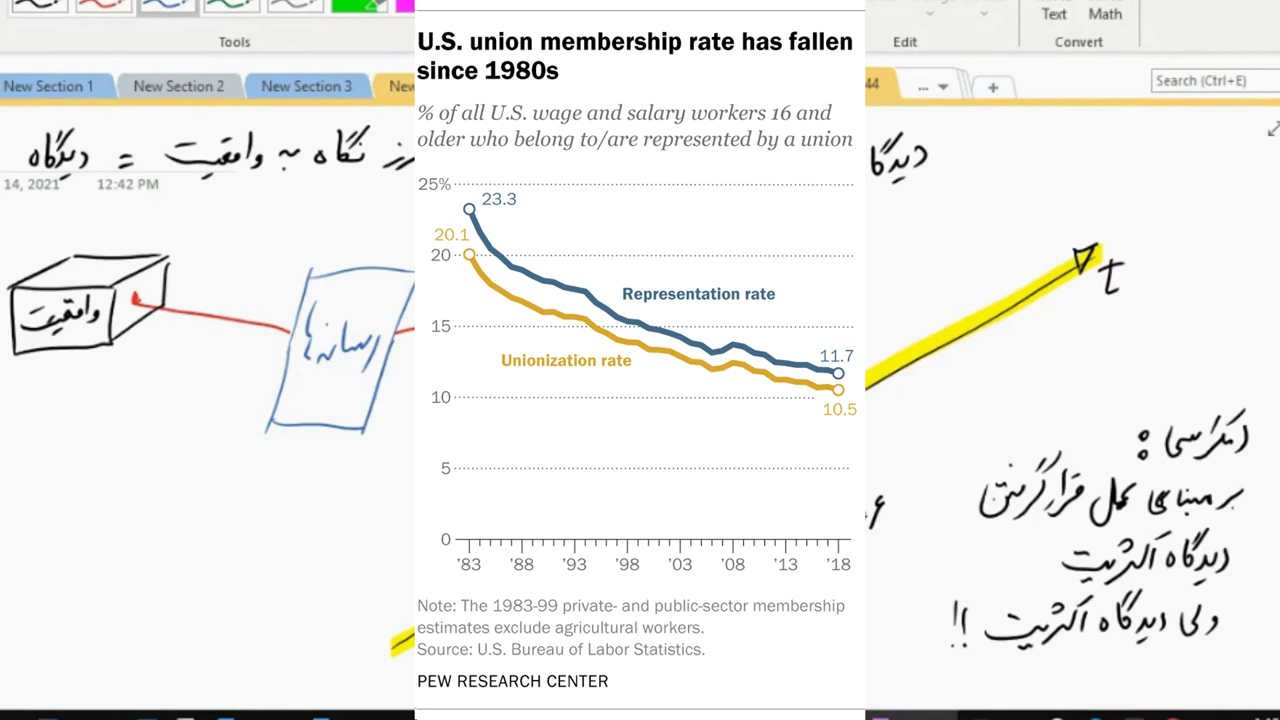 Tools
Edit
Text
Math
Convert
New Section 1
New Section 2
New Section 3
44
...
+
Search (Ctrl+E)
نگاه به واقعیت = دیدگاه
14, 2021
12:42 PM
واقعیت
رسانه‌ها
U.S. union membership rate has fallen
since 1980s
% of all U.S. wage and salary workers 16 and
older who belong to/are represented by a union
25%
23.3
20.1
20
Representation rate
15
Unionization rate
11.7
10
10.5
5
0
'83
'88
'93
'98
'03
'08
'13
'18
Note: The 1983-99 private- and public-sector membership
estimates exclude agricultural workers.
Source: U.S. Bureau of Labor Statistics.
PEW RESEARCH CENTER
t
بر مبنای عمل قرار گرفتن
دیدگاه اکثریت
ولی دیدگاه اکثریت !!